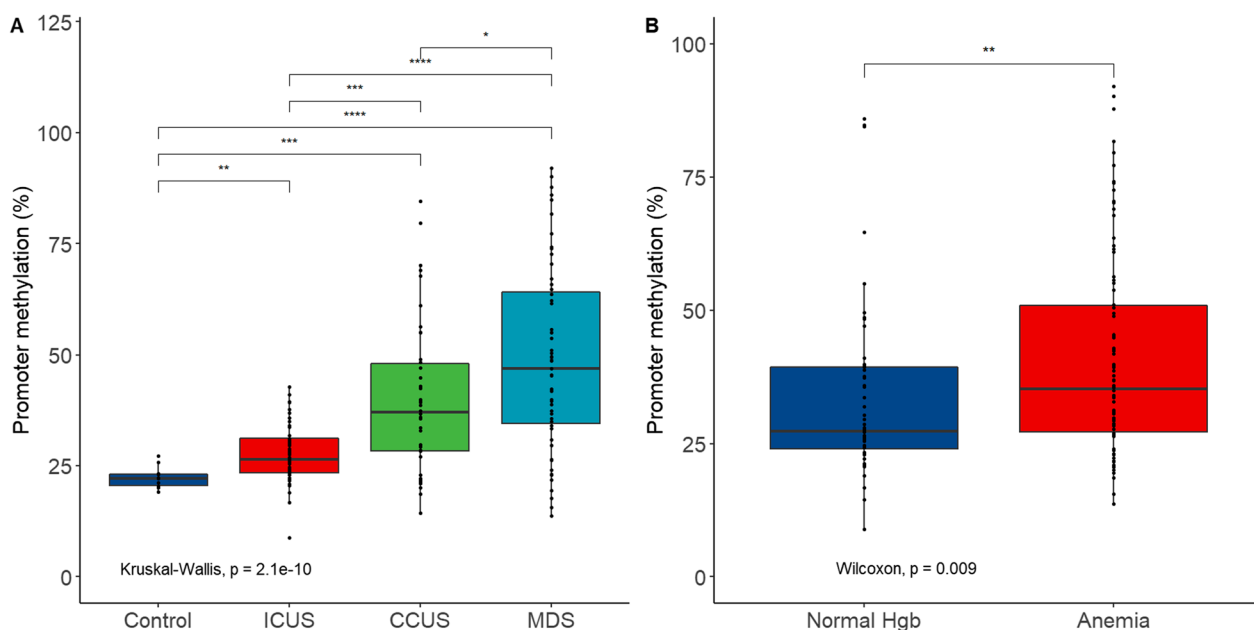 A
Promoter methylation (%)
125
100
75
50
25
0
*
****
***
****
***
**
Kruskal-Wallis, p = 2.1e-10
Control ICUS CCUS MDS
B
Promoter methylation (%)
100
75
50
25
0
**
Wilcoxon, p = 0.009
Normal Hgb Anemia